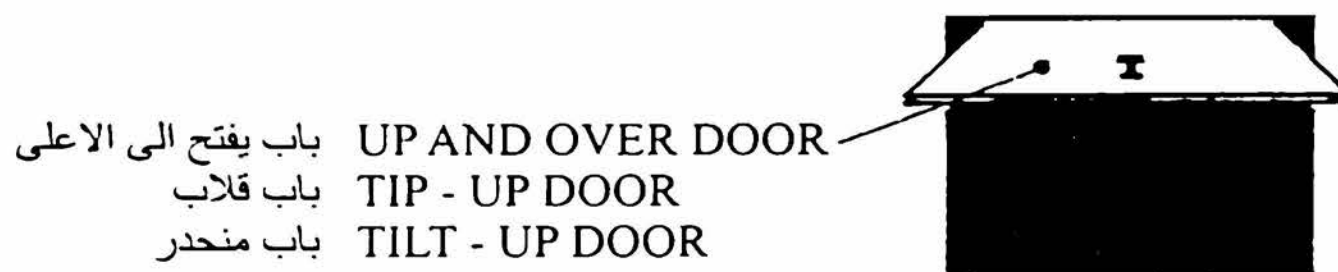 UP AND OVER DOOR باب يفتح الى الاعلى
TIP - UP DOOR باب قلاب
TILT - UP DOOR باب منحدر